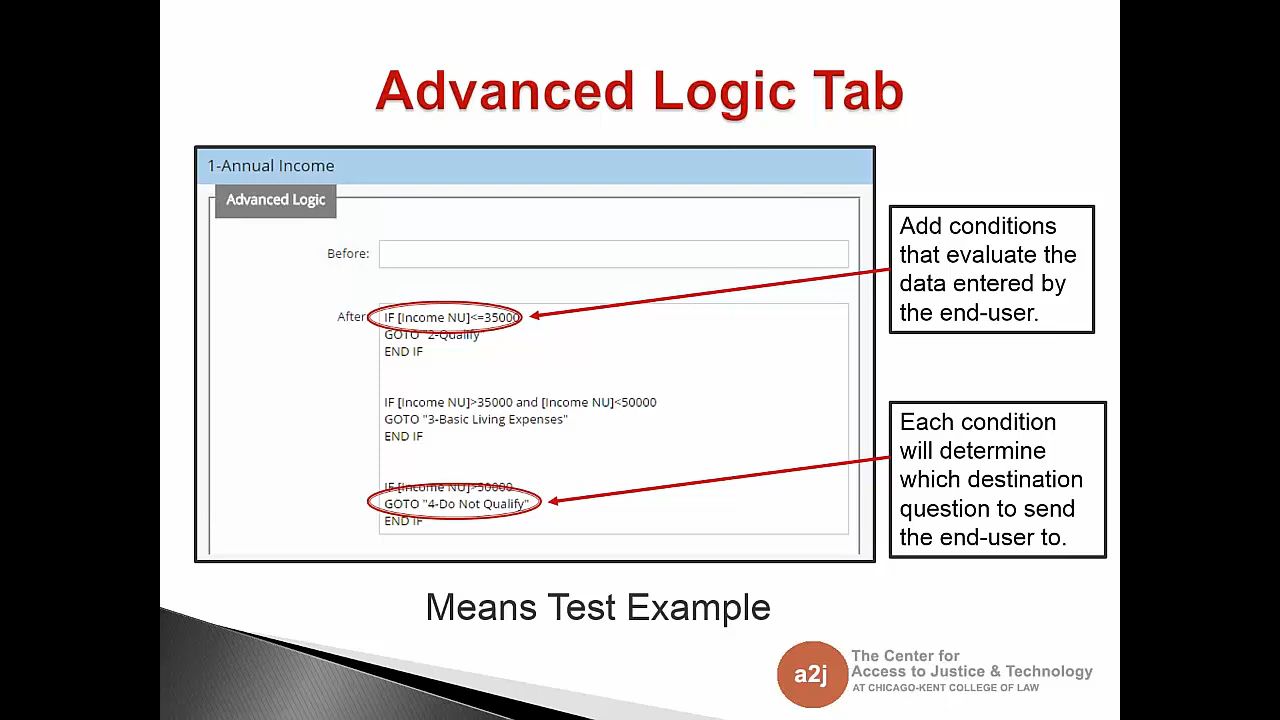 Advanced Logic Tab
1-Annual Income
Advanced Logic
Before:
After:
IF [Income NU]<=35000
GOTO "2-Qualify
END IF
IF [Income NU]>35000 and [Income NU]<50000
GOTO "3-Basic Living Expenses"
END IF
IF [Income NU]>50000
GOTO "4-Do Not Qualify"
END IF
Add conditions
that evaluate the
data entered by
the end-user.
Each condition
will determine
which destination
question to send
the end-user to.
Means Test Example
a2j
The Center for
Access to Justice & Technology
AT CHICAGO-KENT COLLEGE OF LAW